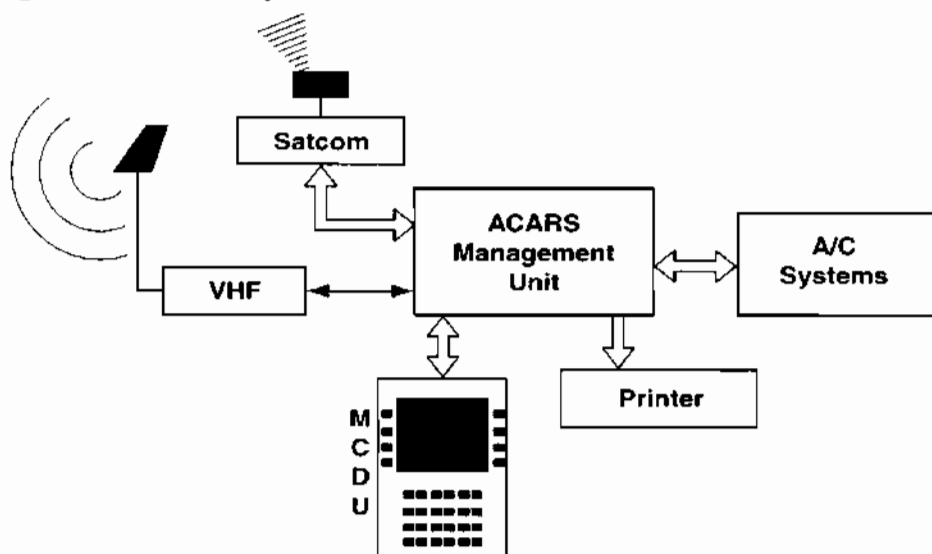 Satcom
ACARS
Management
Unit
A/C
Systems
VHF
Printer
M
C
D
U